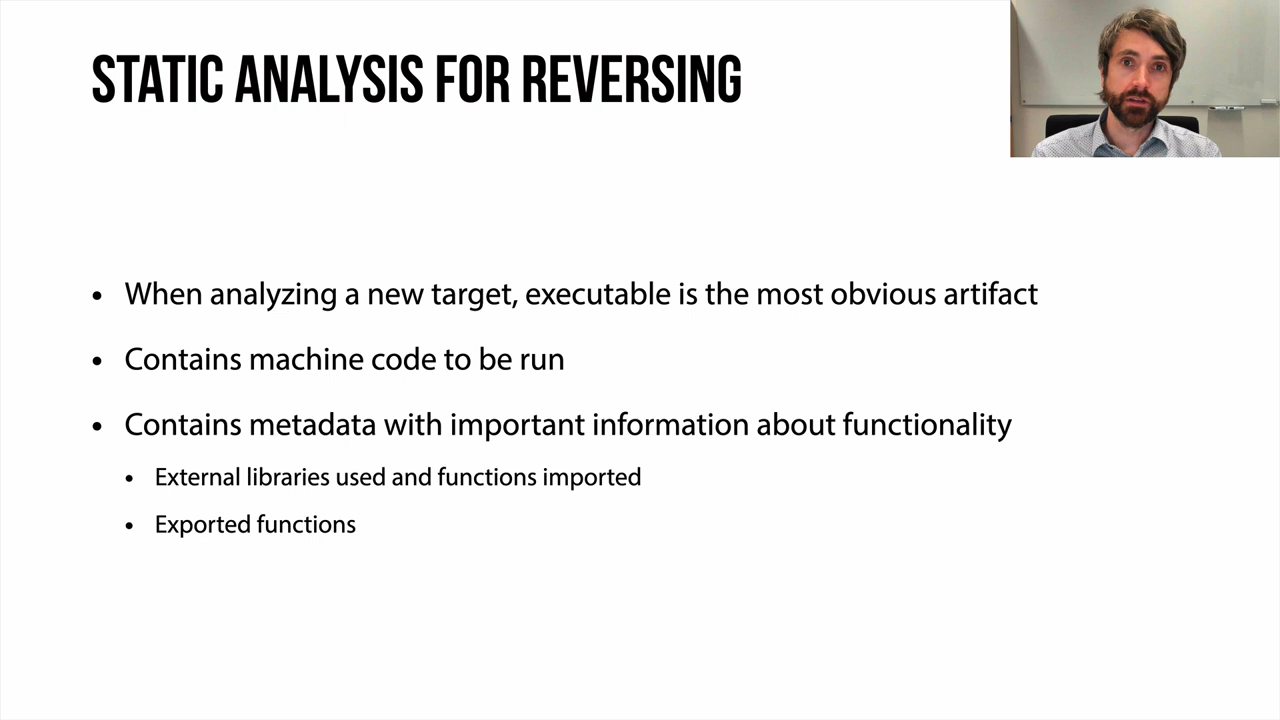 STATIC ANALYSIS FOR REVERSING
• When analyzing a new target, executable is the most obvious artifact
• Contains machine code to be run
• Contains metadata with important information about functionality
• External libraries used and functions imported
• Exported functions